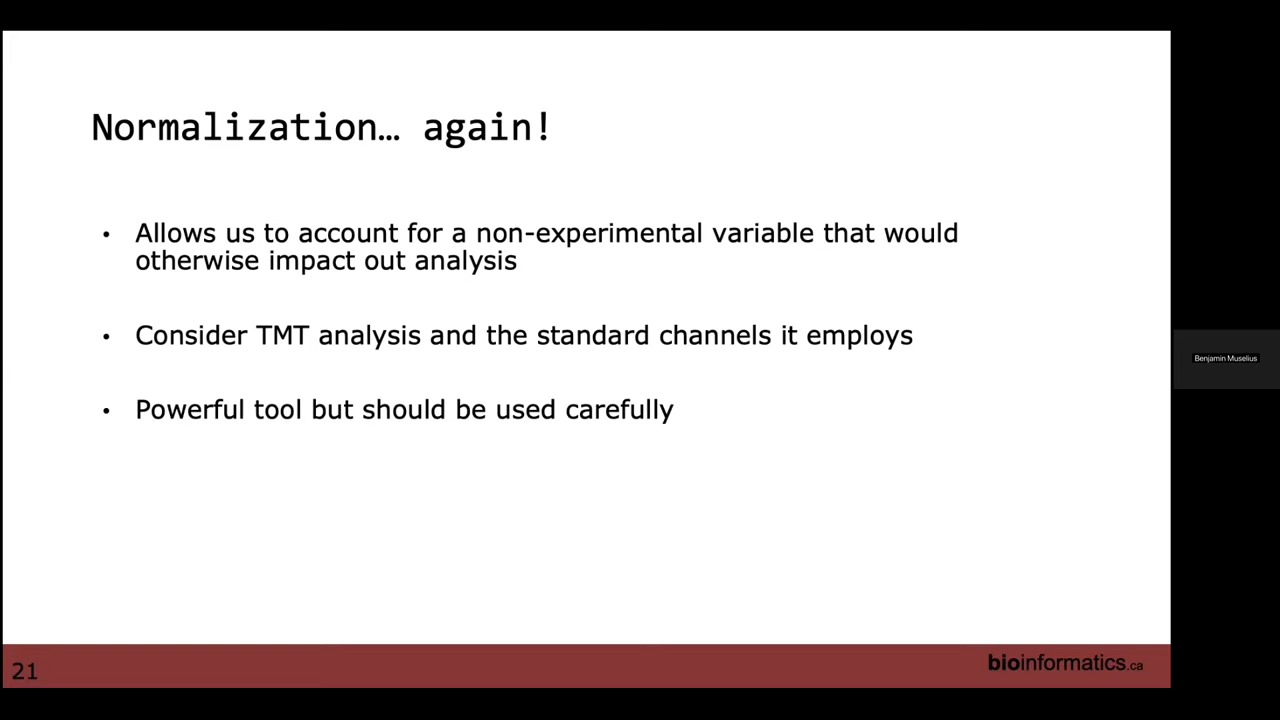 Normalization… again!
• Allows us to account for a non-experimental variable that would
otherwise impact out analysis
• Consider TMT analysis and the standard channels it employs
• Powerful tool but should be used carefully
Benjamin Muselius
21
bioinformatics.ca